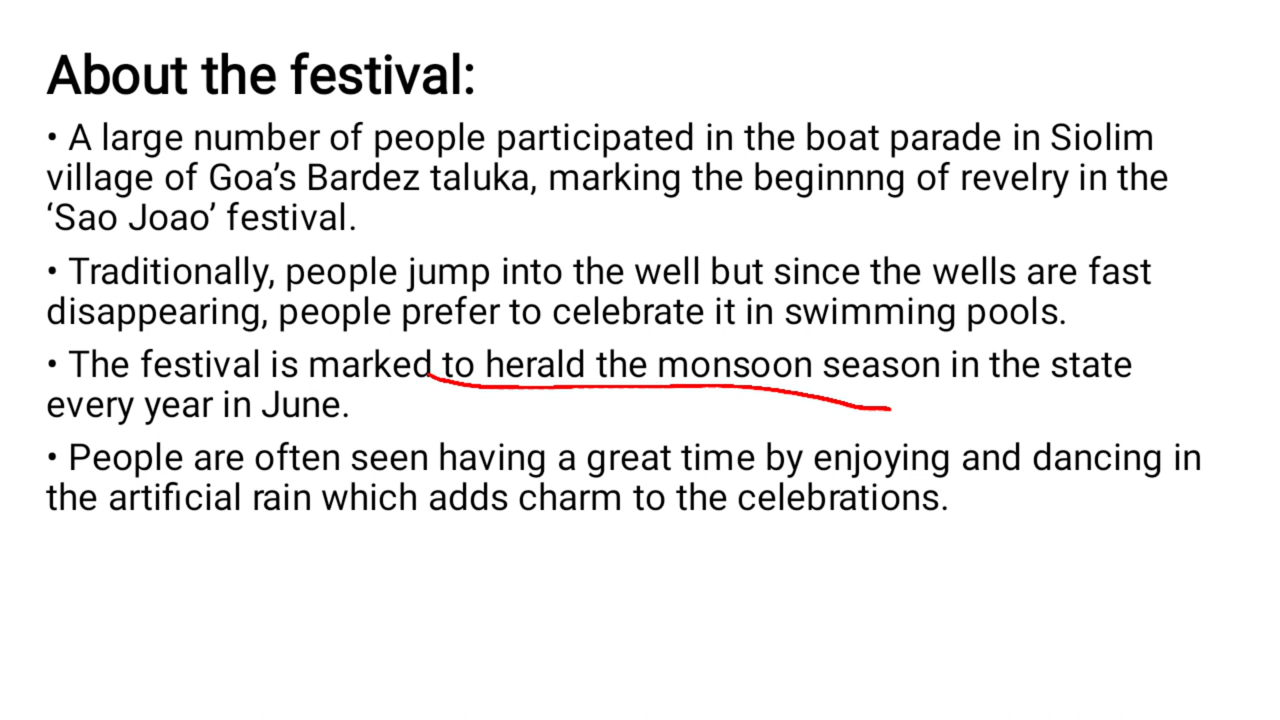 About the festival:
• A large number of people participated in the boat parade in Siolim
village of Goa’s Bardez taluka, marking the beginnng of revelry in the
‘Sao Joao’ festival.
• Traditionally, people jump into the well but since the wells are fast
disappearing, people prefer to celebrate it in swimming pools.
• The festival is marked to herald the monsoon season in the state
every year in June.
• People are often seen having a great time by enjoying and dancing in
the artificial rain which adds charm to the celebrations.